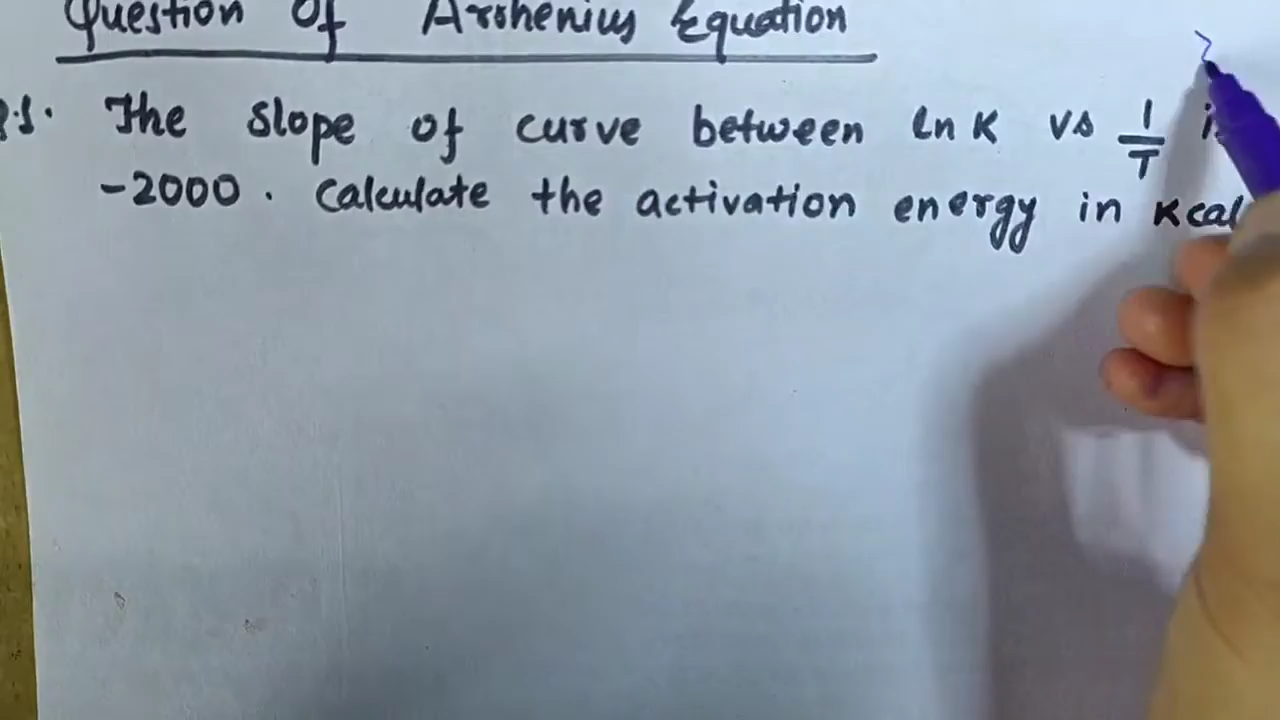 Question Of Arrhenius Equation
The slope of curve between ln K vs 1/T
-2000 . Calculate the activation energy in Kcal